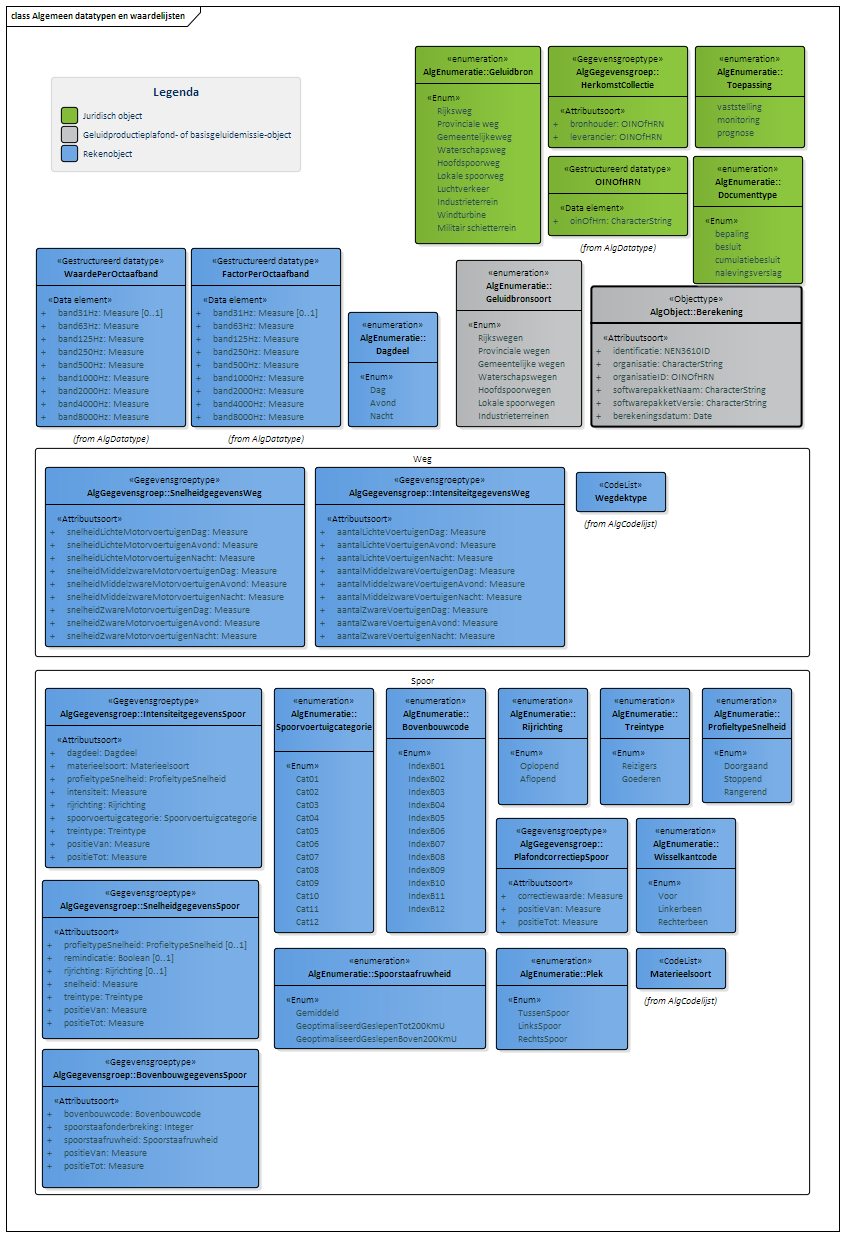 class Algemeen datatypen en waardelijsten
Legenda
Juridisch object
Geluidproductieplafond- of basisgeluidemissie-object
Rekenobject
«enumeration»
AlgEnumeratie::Geluidbron
«Enum»
Rijksweg
Provinciale weg
Gemeentelijkeweg
Waterschapsweg
Hoofdspoorweg
Lokale spoorweg
Luchtverkeer
Industrieterrein
Windturbine
Militair schietterrein
«Gegevensgroeptype»
AlgGegevensgroep::
HerkomstCollectie
«Attribuutsoort»
+ bronhouder: OINOfHRN
+ leverancier: OINOfHRN
«enumeration»
AlgEnumeratie::
Toepassing
vaststelling
monitoring
prognose
«Gestructureerd datatype»
OINOfHRN
«Data element»
+ oinOfHrn: CharacterString
(from AlgDatatype)
«enumeration»
AlgEnumeratie::
Documenttype
«Enum»
bepaling
besluit
cumulatiebesluit
nalevingsverslag
«Gestructureerd datatype»
WaardePerOctaafband
«Data element»
+ band31Hz: Measure [0..1]
+ band63Hz: Measure
+ band125Hz: Measure
+ band250Hz: Measure
+ band500Hz: Measure
+ band1000Hz: Measure
+ band2000Hz: Measure
+ band4000Hz: Measure
+ band8000Hz: Measure
(from AlgDatatype)
«Gestructureerd datatype»
FactorPerOctaafband
«Data element»
+ band31Hz: Measure [0..1]
+ band63Hz: Measure
+ band125Hz: Measure
+ band250Hz: Measure
+ band500Hz: Measure
+ band1000Hz: Measure
+ band2000Hz: Measure
+ band4000Hz: Measure
+ band8000Hz: Measure
(from AlgDatatype)
«enumeration»
AlgEnumeratie::
Dagdeel
«Enum»
Dag
Avond
Nacht
«enumeration»
AlgEnumeratie::
Geluidbronsoort
«Enum»
Rijkswegen
Provinciale wegen
Gemeentelijke wegen
Waterschapswegen
Hoofdspoorwegen
Lokale spoorwegen
Industrieterreinen
«Objecttype»
AlgObject::Berekening
«Attribuutsoort»
+ identificatie: NEN3610ID
+ organisatie: CharacterString
+ organisatieID: OINOfHRN
+ softwarepakketNaam: CharacterString
+ softwarepakketVersie: CharacterString
+ berekeningsdatum: Date
Weg
«Gegevensgroeptype»
AlgGegevensgroep::SnelheidgegevensWeg
«Attribuutsoort»
+ snelheidLichteMotorvoertuigenDag: Measure
+ snelheidLichteMotorvoertuigenAvond: Measure
+ snelheidLichteMotorvoertuigenNacht: Measure
+ snelheidMiddelzwareMotorvoertuigenDag: Measure
+ snelheidMiddelzwareMotorvoertuigenAvond: Measure
+ snelheidMiddelzwareMotorvoertuigenNacht: Measure
+ snelheidZwareMotorvoertuigenDag: Measure
+ snelheidZwareMotorvoertuigenAvond: Measure
+ snelheidZwareMotorvoertuigenNacht: Measure
«Gegevensgroeptype»
AlgGegevensgroep::IntensiteitgegevensWeg
«Attribuutsoort»
+ aantalLichteVoertuigenDag: Measure
+ aantalLichteVoertuigenAvond: Measure
+ aantalLichteVoertuigenNacht: Measure
+ aantalMiddelzwareVoertuigenDag: Measure
+ aantalMiddelzwareVoertuigenAvond: Measure
+ aantalMiddelzwareVoertuigenNacht: Measure
+ aantalZwareVoertuigenDag: Measure
+ aantalZwareVoertuigenAvond: Measure
+ aantalZwareVoertuigenNacht: Measure
«CodeList»
Wegdektype
(from AlgCodelijst)
Spoor
«Gegevensgroeptype»
AlgGegevensgroep::IntensiteitgegevensSpoor
«Attribuutsoort»
+ dagdeel: Dagdeel
+ materieelsoort: Materieelsoort
+ profieltypeSnelheid: ProfieltypeSnelheid
+ intensiteit: Measure
+ rijrichting: Rijrichting
+ spoorvoertuigcategorie: Spoorvoertuigcategorie
+ treintype: Treintype
+ positieVan: Measure
+ positieTot: Measure
«enumeration»
AlgEnumeratie::
Spoorvoertuigcategorie
«Enum»
Cat01
Cat02
Cat03
Cat04
Cat05
Cat06
Cat07
Cat08
Cat09
Cat10
Cat11
Cat12
«enumeration»
AlgEnumeratie::
Bovenbouwcode
«Enum»
IndexB01
IndexB02
IndexB03
IndexB04
IndexB05
IndexB06
IndexB07
IndexB08
IndexB09
IndexB10
IndexB11
IndexB12
«enumeration»
AlgEnumeratie::
Rijrichting
«Enum»
Oplopend
Aflopend
«enumeration»
AlgEnumeratie::
Treintype
«Enum»
Reizigers
Goederen
«enumeration»
AlgEnumeratie::
ProfieltypeSnelheid
«Enum»
Doorgaand
Stoppend
Rangerend
«Gegevensgroeptype»
AlgGegevensgroep::
PlafondcorrectiepSpoor
«Attribuutsoort»
+ correctiewaarde: Measure
+ positieVan: Measure
+ positieTot: Measure
«enumeration»
AlgEnumeratie::
Wisselkantcode
«Enum»
Voor
Linkerbeen
Rechterbeen
«Gegevensgroeptype»
AlgGegevensgroep::SnelheidgegevensSpoor
«Attribuutsoort»
+ profieltypeSnelheid: ProfieltypeSnelheid [0..1]
+ remindicatie: Boolean [0..1]
+ rijrichting: Rijrichting [0..1]
+ snelheid: Measure
+ treintype: Treintype
+ positieVan: Measure
+ positieTot: Measure
«enumeration»
AlgEnumeratie::Spoorstaafruwheid
«Enum»
Gemiddeld
GeoptimaliseerdGeslepenTot200KmU
GeoptimaliseerdGeslepenBoven200KmU
«enumeration»
AlgEnumeratie::Plek
«Enum»
TussenSpoor
LinksSpoor
RechtsSpoor
«CodeList»
Materieelsoort
(from AlgCodelijst)
«Gegevensgroeptype»
AlgGegevensgroep::BovenbouwgegevensSpoor
«Attribuutsoort»
+ bovenbouwcode: Bovenbouwcode
+ spoorstaafonderbreking: Integer
+ spoorstaafruwheid: Spoorstaafruwheid
+ positieVan: Measure
+ positieTot: Measure